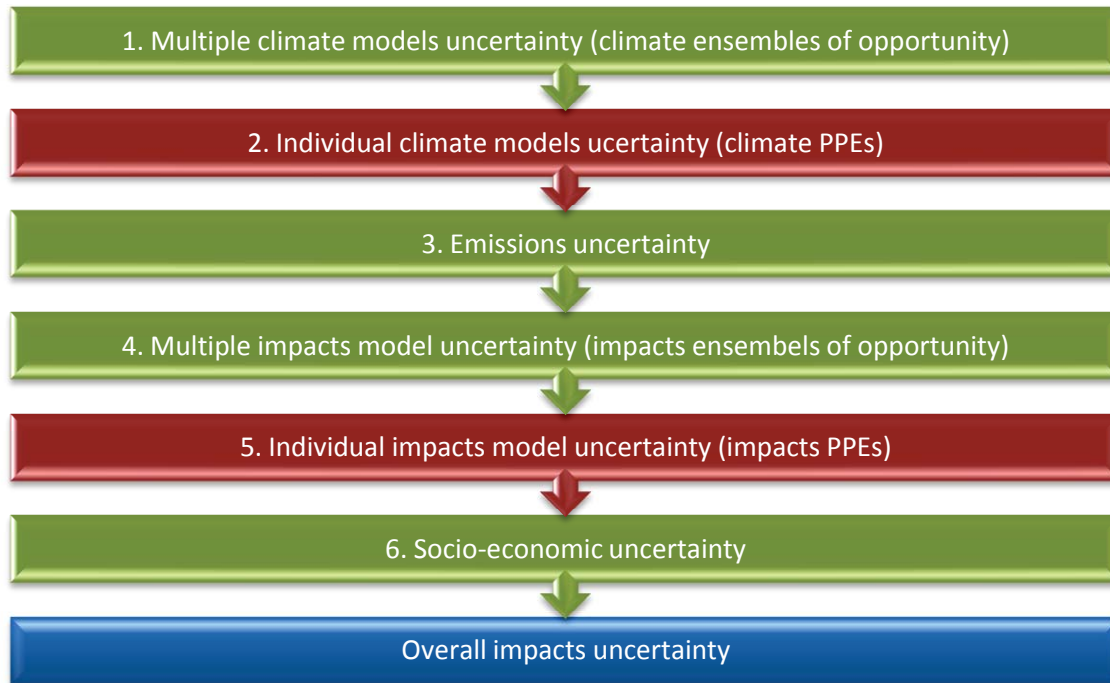 1. Multiple climate models uncertainty (climate ensembles of opportunity)
2. Individual climate models ucertainty (climate PPEs)
3. Emissions uncertainty
4. Multiple impacts model uncertainty (impacts ensembels of opportunity)
5. Individual impacts model uncertainty (impacts PPEs)
6. Socio-economic uncertainty
Overall impacts uncertainty